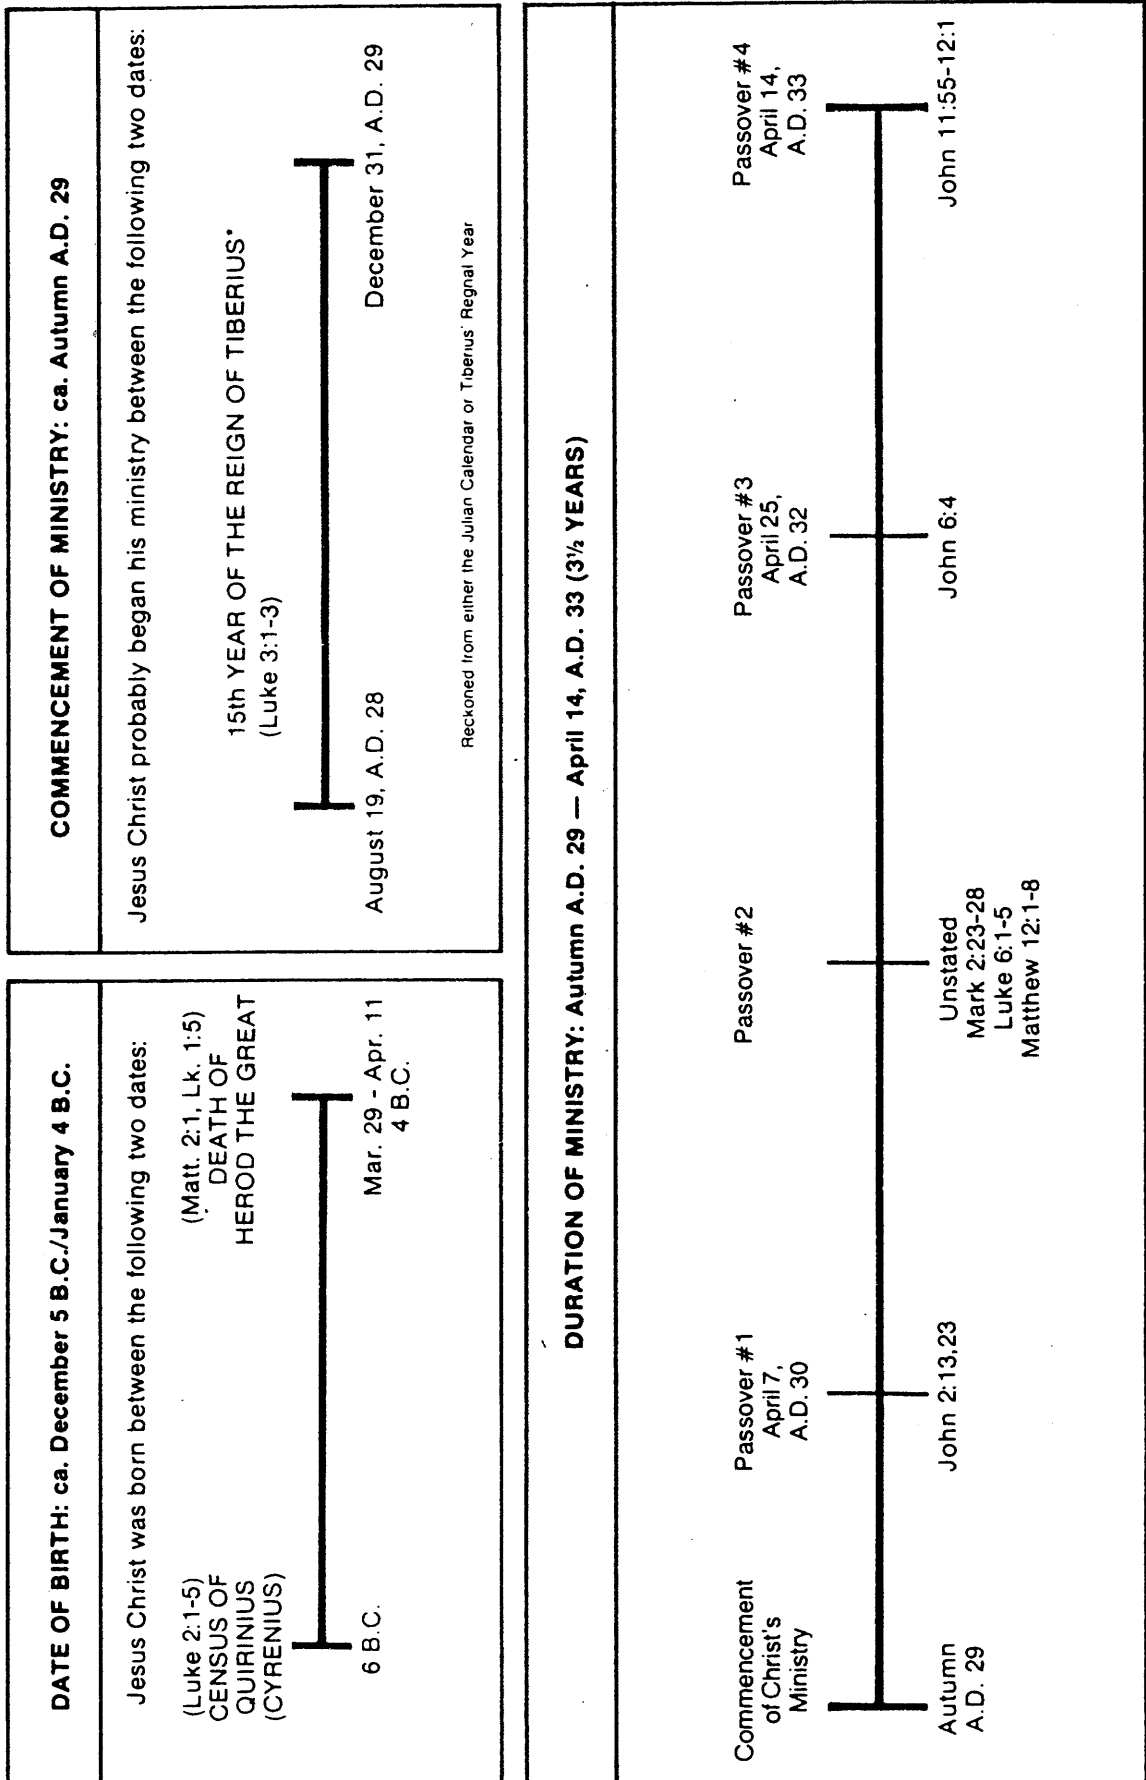 DATE OF BIRTH: ca. December 5 B.C./January 4 B.C.
Jesus Christ was born between the following two dates:
(Luke 2:1-5)
CENSUS OF
QUIRINIUS
(CYRENIUS)
6 B.C.
(Matt. 2:1, Lk. 1:5)
DEATH OF
HEROD THE GREAT
Mar. 29 - Apr. 11
4 B.C.
COMMENCEMENT OF MINISTRY: ca. Autumn A.D. 29
Jesus Christ probably began his ministry between the following two dates:
15th YEAR OF THE REIGN OF TIBERIUS*
(Luke 3:1-3)
August 19, A.D. 28
December 31, A.D. 29
Reckoned from either the Julian Calendar or Tiberius' Regnal Year
DURATION OF MINISTRY: Autumn A.D. 29 — April 14, A.D. 33 (3½ YEARS)
Commencement
of Christ's
Ministry
Autumn
A.D. 29
Passover #1
April 7,
A.D. 30
John 2:13,23
Passover #2
Unstated
Mark 2:23-28
Luke 6:1-5
Matthew 12:1-8
Passover #3
April 25,
A.D. 32
John 6:4
Passover #4
April 14,
A.D. 33
John 11:55-12:1